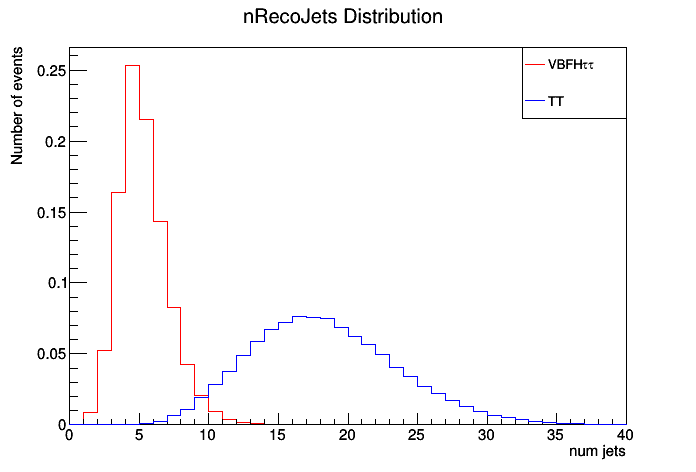 nRecoJets Distribution
Number of events
0.25
0.2
0.15
0.1
0.05
0
VBFHττ
TT
0 5 10 15 20 25 30 35 40
num jets